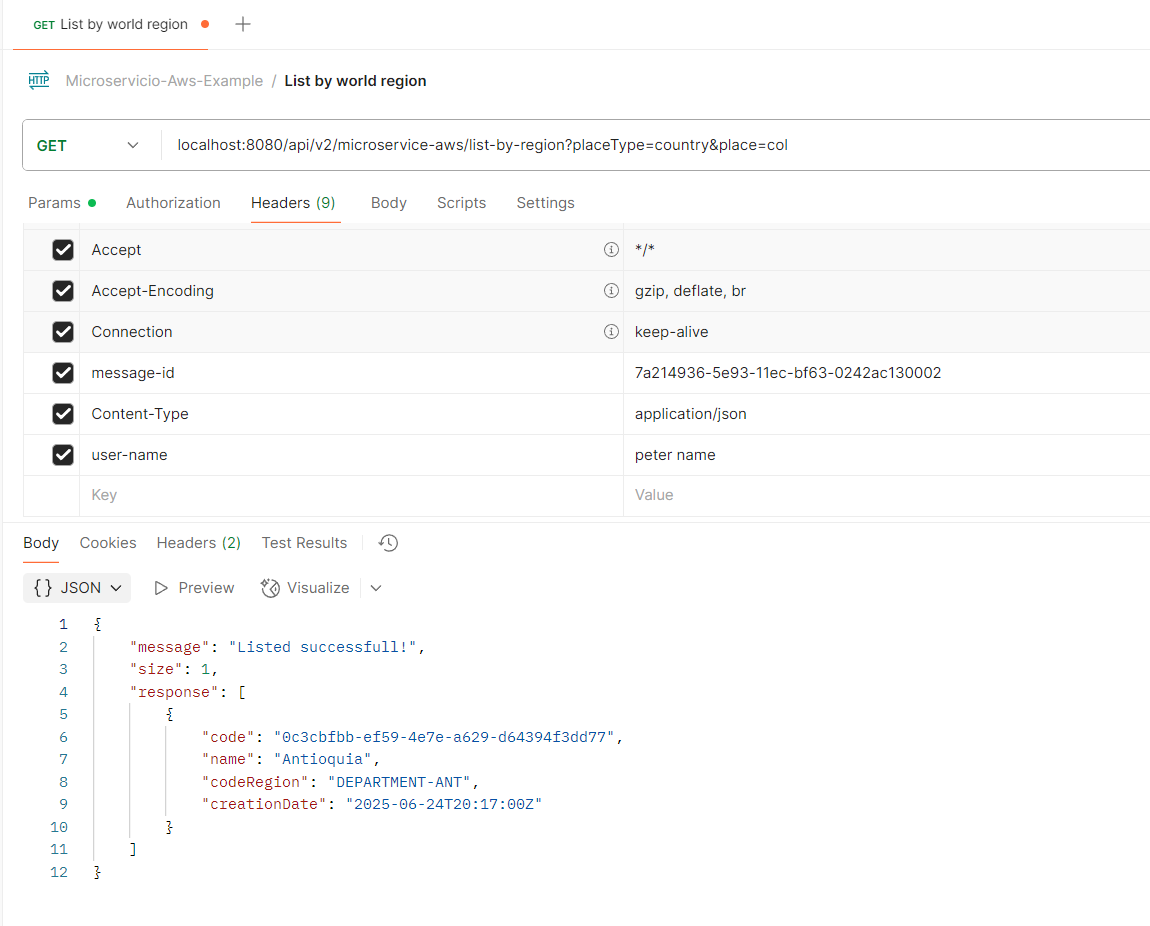 GET List by world region
HTTP Microservicio-Aws-Example / List by world region
GET localhost:8080/api/v2/microservice-aws/list-by-region?placeType=country&place=col
Params Authorization Headers (9) Body Scripts Settings
Accept */*
Accept-Encoding gzip, deflate, br
Connection keep-alive
message-id 7a214936-5e93-11ec-bf63-0242ac130002
Content-Type application/json
user-name peter name
Key Value
Body Cookies Headers (2) Test Results
{} JSON Preview Visualize
1 {
2 "message": "Listed successfull!",
3 "size": 1,
4 "response": [
5 {
6 "code": "0c3cbfbb-ef59-4e7e-a629-d64394f3dd77",
7 "name": "Antioquia",
8 "codeRegion": "DEPARTMENT-ANT",
9 "creationDate": "2025-06-24T20:17:00Z"
10 }
11 ]
12 }